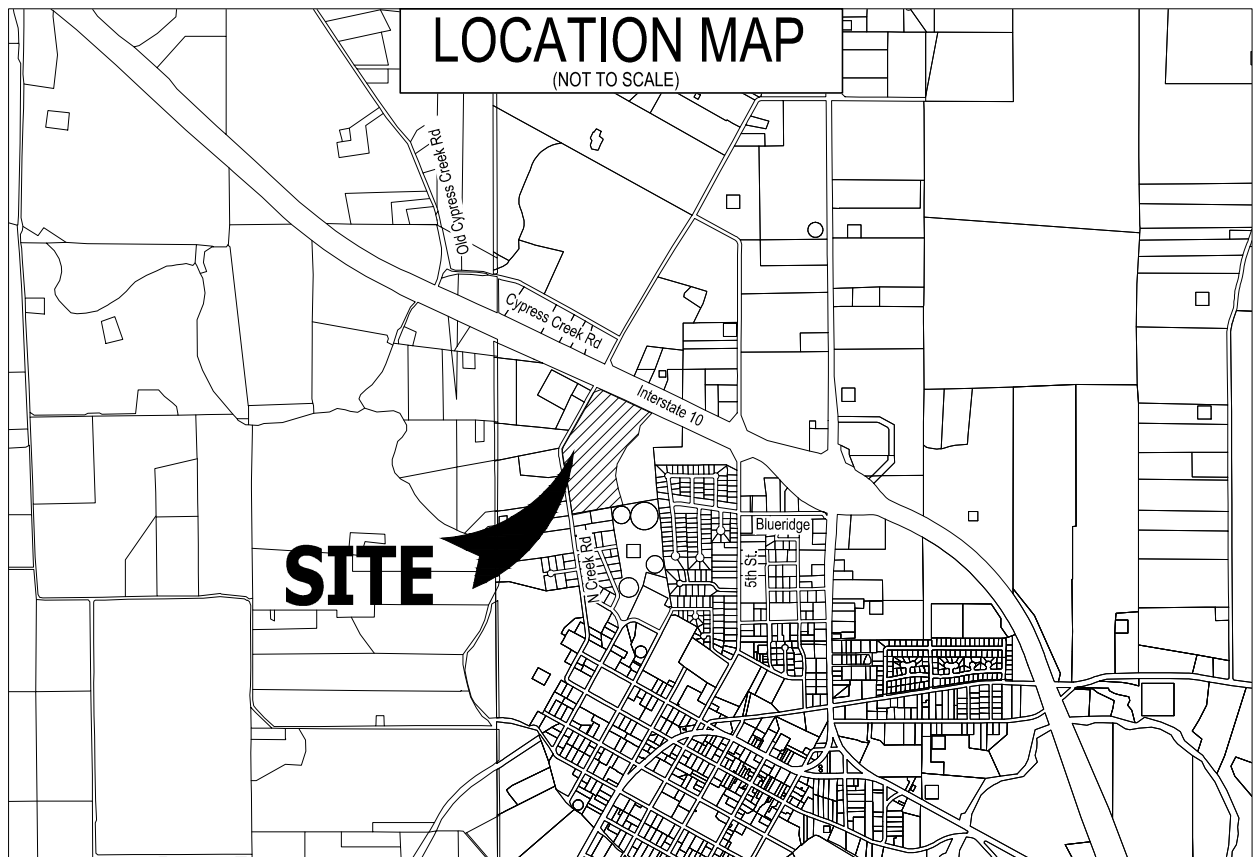 LOCATION MAP
(NOT TO SCALE)
Old Cypress Creek Rd
Cypress Creek Rd
Interstate 10
SITE
N Creek Rd
5th St.
Blueridge